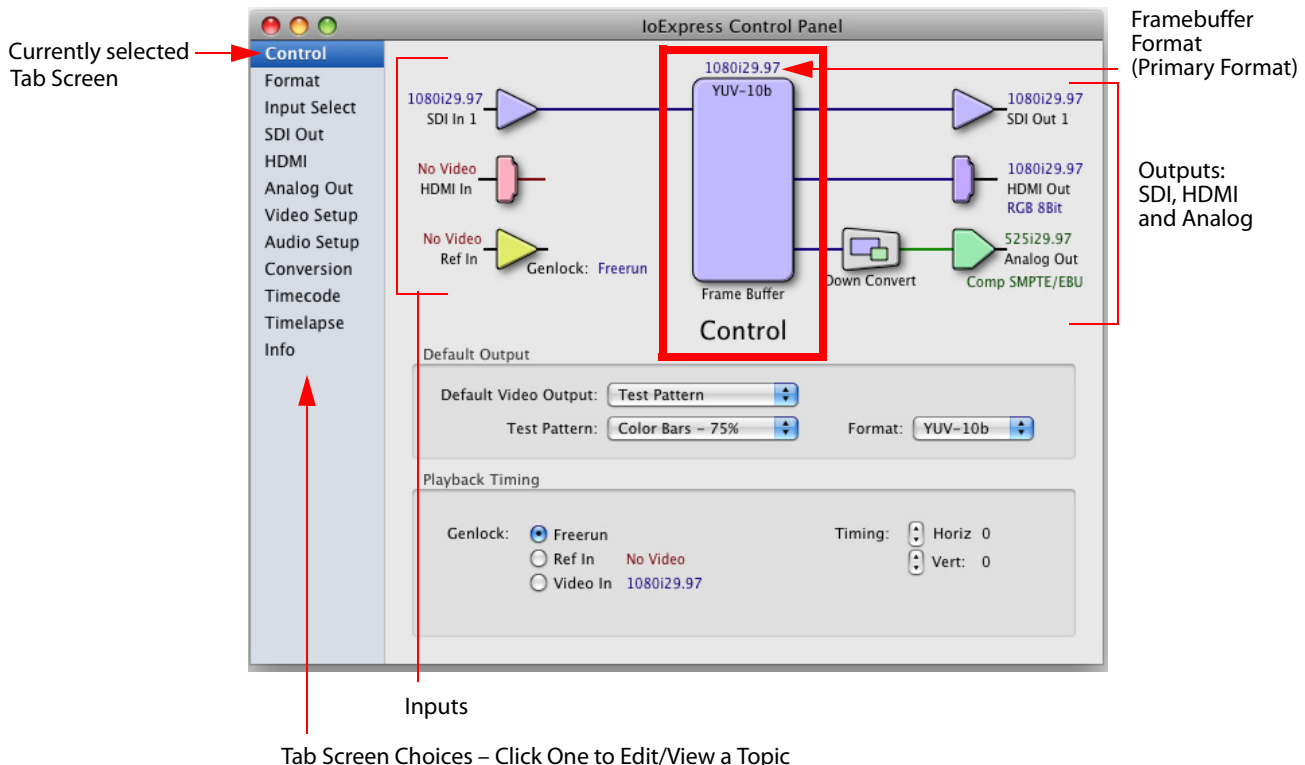 IoExpress Control Panel
Currently selected
Tab Screen
Framebuffer
Format
(Primary Format)
Control
Format
Input Select
SDI Out
HDMI
Analog Out
Video Setup
Audio Setup
Conversion
Timecode
Timelapse
Info
1080i29.97
SDI In 1
No Video
HDMI In
No Video
Ref In
Genlock: Freerun
1080i29.97
YUV-10b
Frame Buffer
Control
1080i29.97
SDI Out 1
1080i29.97
HDMI Out
RGB 8Bit
Down Convert
525i29.97
Analog Out
Comp SMPTE/EBU
Outputs:
SDI, HDMI
and Analog
Default Output
Default Video Output: Test Pattern
Test Pattern: Color Bars - 75% Format: YUV-10b
Playback Timing
Genlock: Freerun Timing: Horiz 0
Ref In No Video Vert: 0
Video In 1080i29.97
Inputs
Tab Screen Choices – Click One to Edit/View a Topic